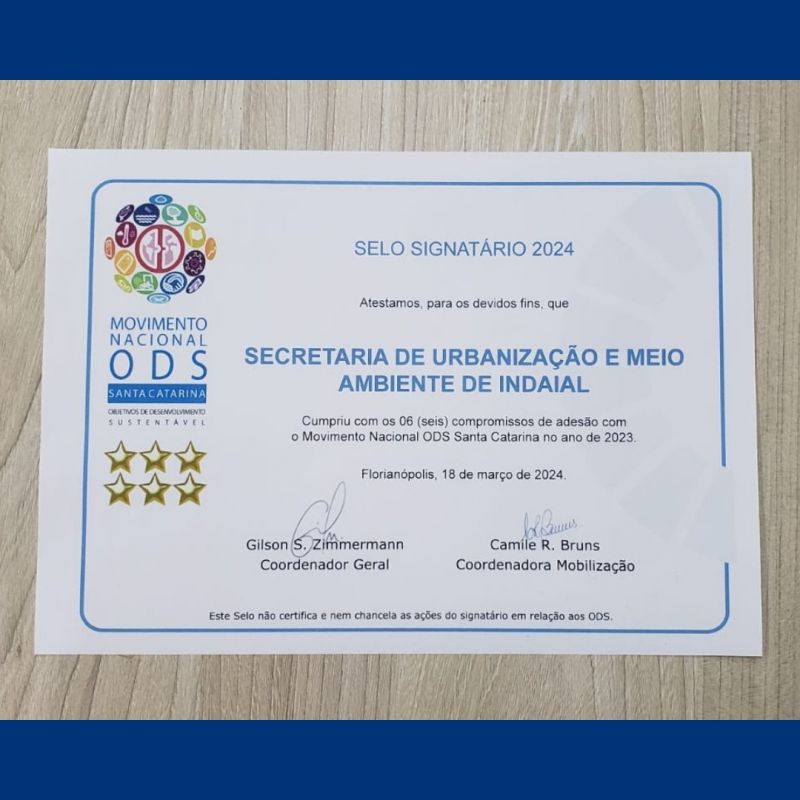 MOVIMENTO
NACIONAL
ODS
SANTA CATARINA
OBJETIVOS DE DESENVOLVIMENTO
SUSTENTÁVEL
SELO SIGNATÁRIO 2024
Atestamos, para os devidos fins, que
SECRETARIA DE URBANIZAÇÃO E MEIO
AMBIENTE DE INDAIAL
Cumpriu com os 06 (seis) compromissos de adesão com
o Movimento Nacional ODS Santa Catarina no ano de 2023.
Florianópolis, 18 de março de 2024.
Gilson S. Zimmermann
Coordenador Geral
Camile R. Bruns
Coordenadora Mobilização
Este Selo não certifica e nem chancela as ações do signatário em relação aos ODS.